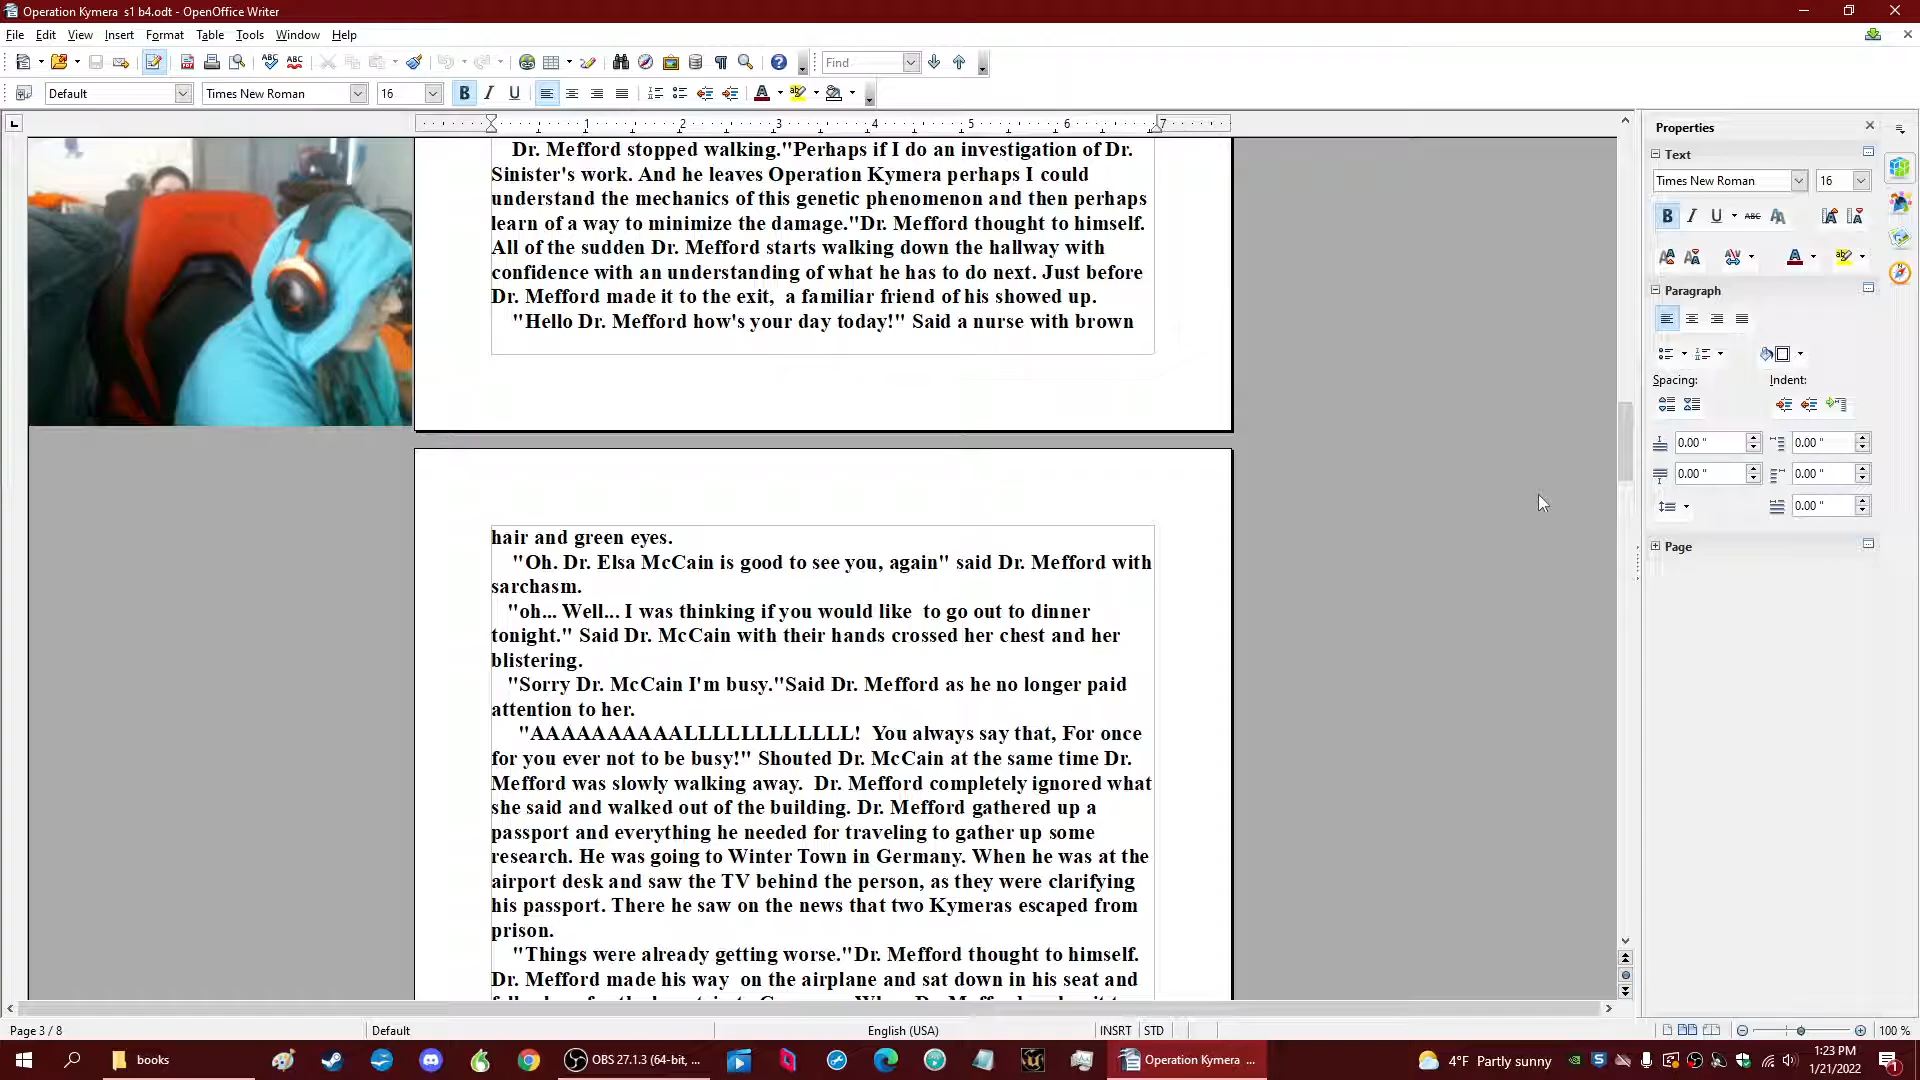 Operation Kymera s1 b4.odt - OpenOffice Writer
File Edit View Insert Format Table Tools Window Help
Find
Default Times New Roman 16
1 2 3 4 5 6 7
Dr. Mefford stopped walking."Perhaps if I do an investigation of Dr.
Sinister's work. And he leaves Operation Kymera perhaps I could
understand the mechanics of this genetic phenomenon and then perhaps
learn of a way to minimize the damage."Dr. Mefford thought to himself.
All of the sudden Dr. Mefford starts walking down the hallway with
confidence with an understanding of what he has to do next. Just before
Dr. Mefford made it to the exit,  a familiar friend of his showed up.
"Hello Dr. Mefford how's your day today!" Said a nurse with brown
hair and green eyes.
"Oh. Dr. Elsa McCain is good to see you, again" said Dr. Mefford with
sarchasm.
"oh... Well... I was thinking if you would like  to go out to dinner
tonight." Said Dr. McCain with their hands crossed her chest and her
blistering.
"Sorry Dr. McCain I'm busy."Said Dr. Mefford as he no longer paid
attention to her.
"AAAAAAAAAALLLLLLLLLLLL!  You always say that, For once
for you ever not to be busy!" Shouted Dr. McCain at the same time Dr.
Mefford was slowly walking away.  Dr. Mefford completely ignored what
she said and walked out of the building. Dr. Mefford gathered up a
passport and everything he needed for traveling to gather up some
research. He was going to Winter Town in Germany. When he was at the
airport desk and saw the TV behind the person, as they were clarifying
his passport. There he saw on the news that two Kymeras escaped from
prison.
"Things were already getting worse."Dr. Mefford thought to himself.
Dr. Mefford made his way  on the airplane and sat down in his seat and
Properties
Text
Times New Roman 16
Paragraph
Spacing: Indent:
0.00 " 0.00 "
0.00 " 0.00 "
0.00 "
Page
Page 3 / 8 Default English (USA) INSRT STD 100 %
books
OBS 27.1.3 (64-bit, ...
Operation Kymera ...
4°F Partly sunny
1:23 PM
1/21/2022